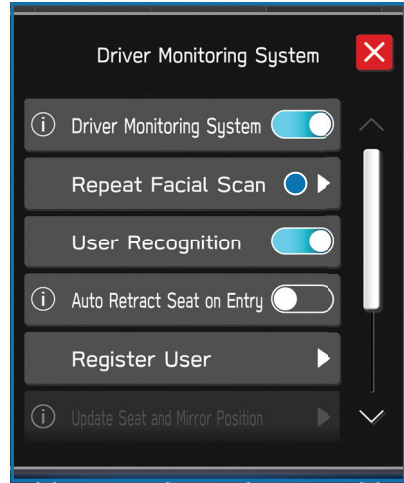 Driver Monitoring System
Driver Monitoring System
Repeat Facial Scan
User Recognition
Auto Retract Seat on Entry
Register User
Update Seat and Mirror Position